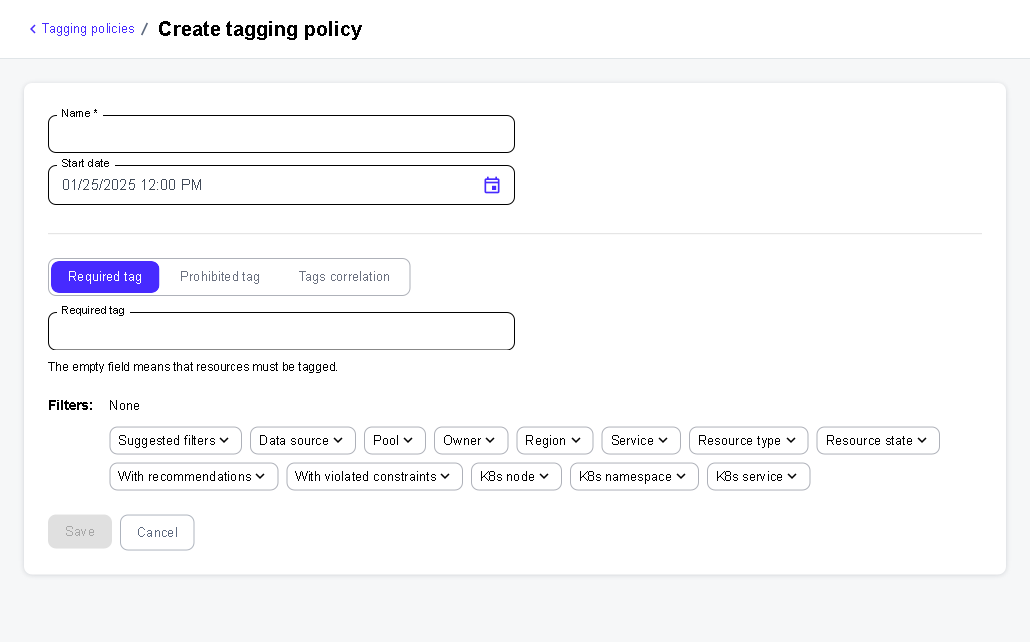 Tagging policies / Create tagging policy
Name *
Start date
01/25/2025 12:00 PM
Required tag Prohibited tag Tags correlation
Required tag
The empty field means that resources must be tagged.
Filters: None
Suggested filters Data source Pool Owner Region Service Resource type Resource state
With recommendations With violated constraints K8s node K8s namespace K8s service
Save Cancel